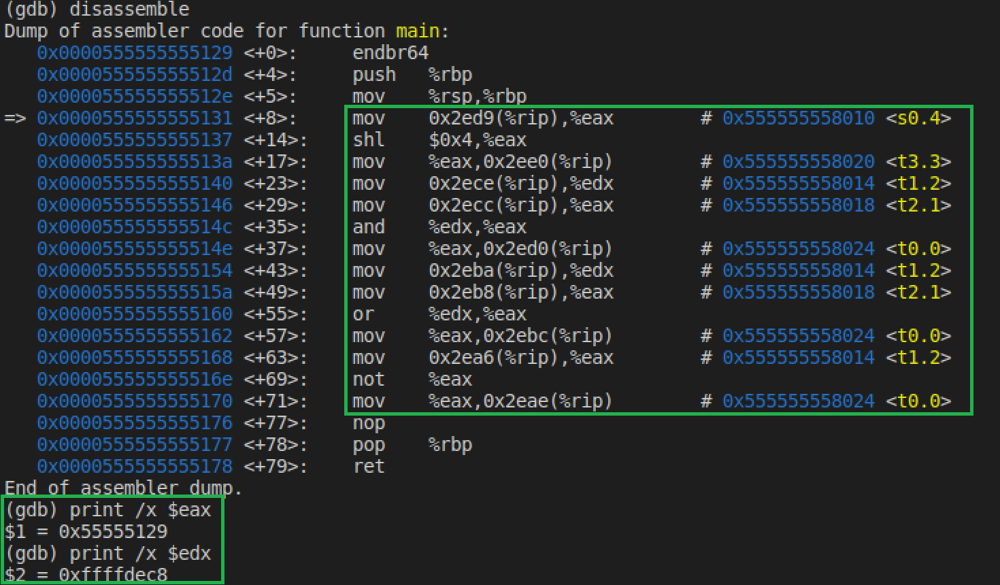 (gdb) disassemble
Dump of assembler code for function main:
   0x0000555555555129 <+0>:     endbr64
   0x000055555555512d <+4>:     push   %rbp
   0x000055555555512e <+5>:     mov    %rsp,%rbp
=> 0x0000555555555131 <+8>:     mov    0x2ed9(%rip),%eax        # 0x555555558010 <s0.4>
   0x0000555555555137 <+14>:    shl    $0x4,%eax
   0x000055555555513a <+17>:    mov    %eax,0x2ee0(%rip)        # 0x555555558020 <t3.3>
   0x0000555555555140 <+23>:    mov    0x2ece(%rip),%edx        # 0x555555558014 <t1.2>
   0x0000555555555146 <+29>:    mov    0x2ecc(%rip),%eax        # 0x555555558018 <t2.1>
   0x000055555555514c <+35>:    and    %edx,%eax
   0x000055555555514e <+37>:    mov    %eax,0x2ed0(%rip)        # 0x555555558024 <t0.0>
   0x0000555555555154 <+43>:    mov    0x2eba(%rip),%edx        # 0x555555558014 <t1.2>
   0x000055555555515a <+49>:    mov    0x2eb8(%rip),%eax        # 0x555555558018 <t2.1>
   0x0000555555555160 <+55>:    or     %edx,%eax
   0x0000555555555162 <+57>:    mov    %eax,0x2ebc(%rip)        # 0x555555558024 <t0.0>
   0x0000555555555168 <+63>:    mov    0x2ea6(%rip),%eax        # 0x555555558014 <t1.2>
   0x000055555555516e <+69>:    not    %eax
   0x0000555555555170 <+71>:    mov    %eax,0x2eae(%rip)        # 0x555555558024 <t0.0>
   0x0000555555555176 <+77>:    nop
   0x0000555555555177 <+78>:    pop    %rbp
   0x0000555555555178 <+79>:    ret
End of assembler dump.
(gdb) print /x $eax
$1 = 0x55555129
(gdb) print /x $edx
$2 = 0xffffdec8